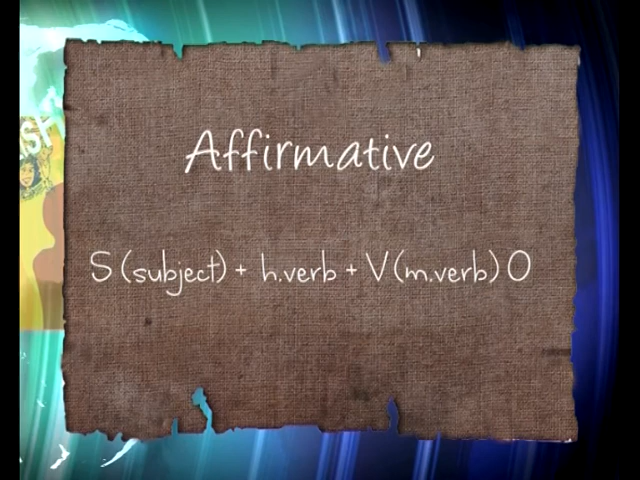 Affirmative
S (subject) + h.verb + V (m.verb) O